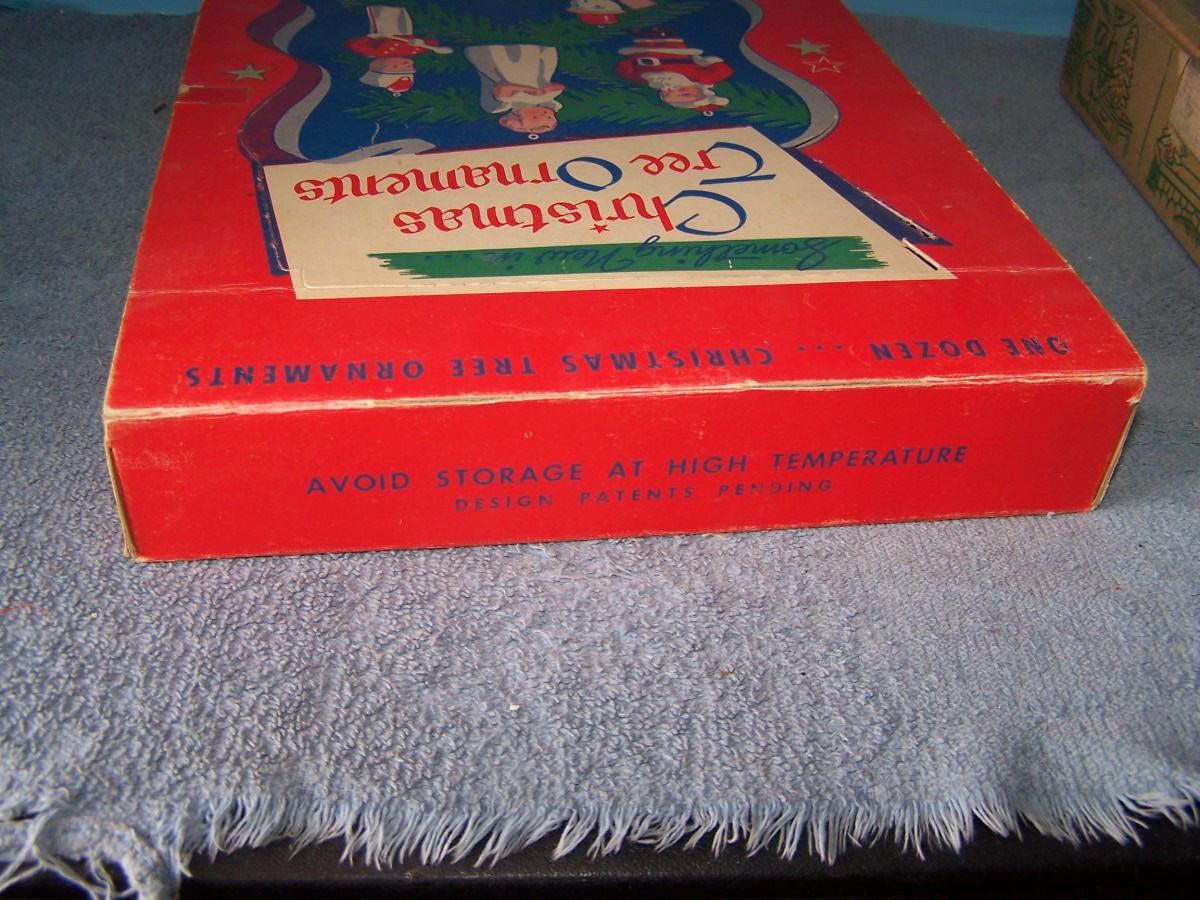 Something New in...
Christmas
Tree Ornaments
ONE DOZEN ... CHRISTMAS TREE ORNAMENTS
AVOID STORAGE AT HIGH TEMPERATURE
DESIGN PATENTS PENDING